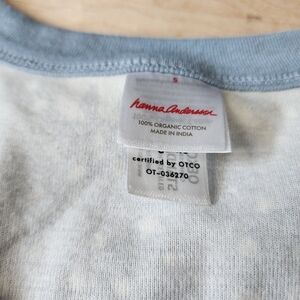 S
hanna andersson
100% ORGANIC COTTON
MADE IN INDIA
certified by OTCO
OT-036270